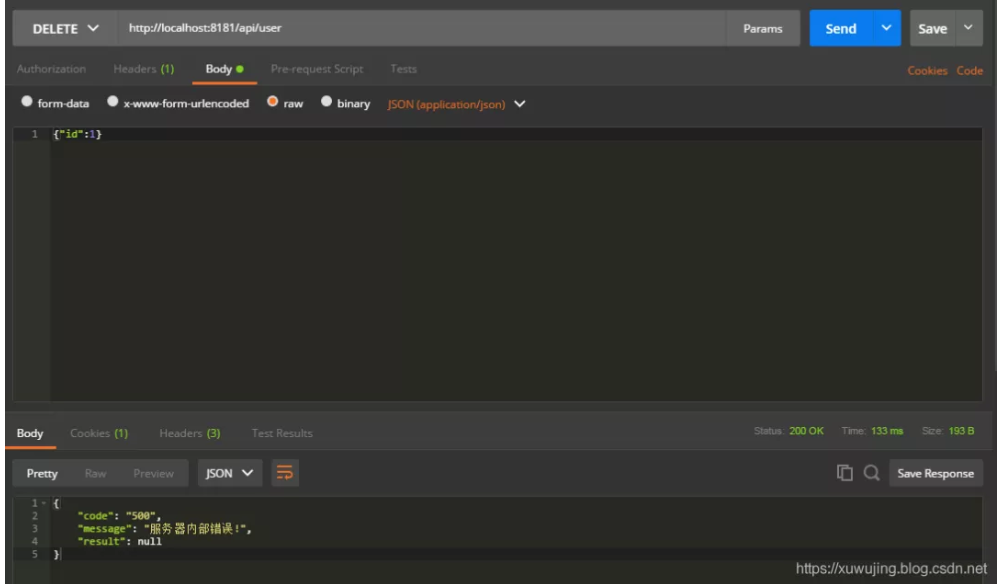 DELETE http://localhost:8181/api/user Params Send Save
Authorization Headers (1) Body Pre-request Script Tests Cookies Code
form-data x-www-form-urlencoded raw binary JSON (application/json)
1 {"id":1}
Body Cookies (1) Headers (3) Test Results Status: 200 OK Time: 133 ms Size: 193 B
Pretty Raw Preview JSON Save Response
1 {
2 "code": "500",
3 "message": "服务器内部错误!",
4 "result": null
5 }
https://xuwujing.blog.csdn.net